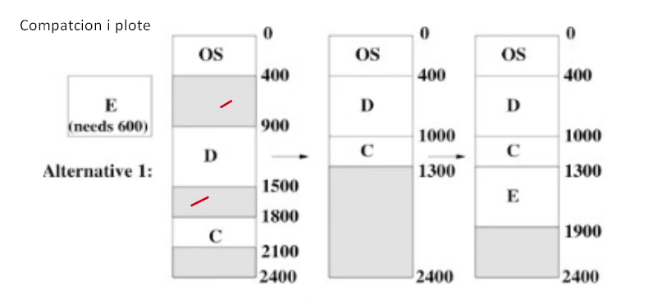 Compatcion i plote
0
OS
400
900
D
1500
1800
C
2100
2400
E
(needs 600)
Alternative 1:
0
OS
400
D
1000
C
1300
2400
0
OS
400
D
1000
C
1300
E
1900
2400